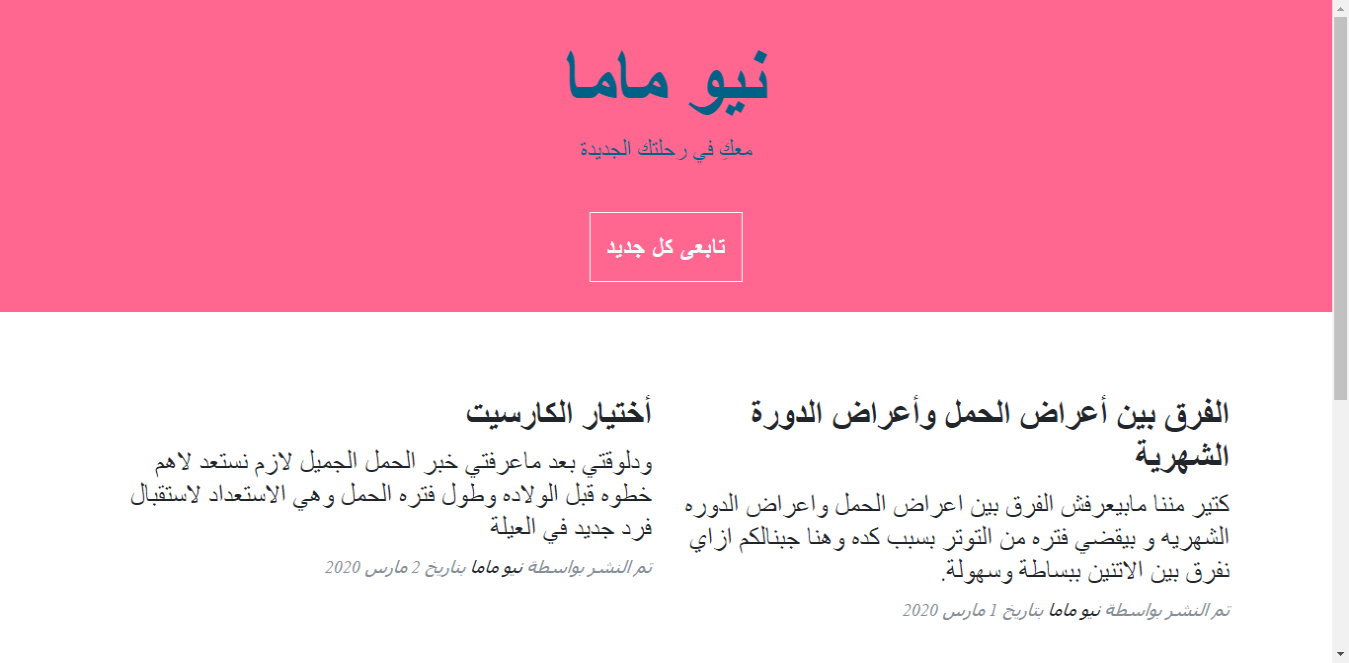 نيو ماما
معكِ في رحلتك الجديدة
تابعى كل جديد
الفرق بين أعراض الحمل وأعراض الدورة
الشهرية
كتير مننا مابيعرفش الفرق بين اعراض الحمل واعراض الدوره
الشهريه و بيقضي فتره من التوتر بسبب كده وهنا جبنالكم ازاي
نفرق بين الاتنين ببساطة وسهولة.
تم النشر بواسطة نيو ماما بتاريخ 1 مارس 2020
أختيار الكارسيت
ودلوقتي بعد ماعرفتي خبر الحمل الجميل لازم نستعد لاهم
خطوه قبل الولاده وطول فتره الحمل وهي الاستعداد لاستقبال
فرد جديد في العيلة
تم النشر بواسطة نيو ماما بتاريخ 2 مارس 2020